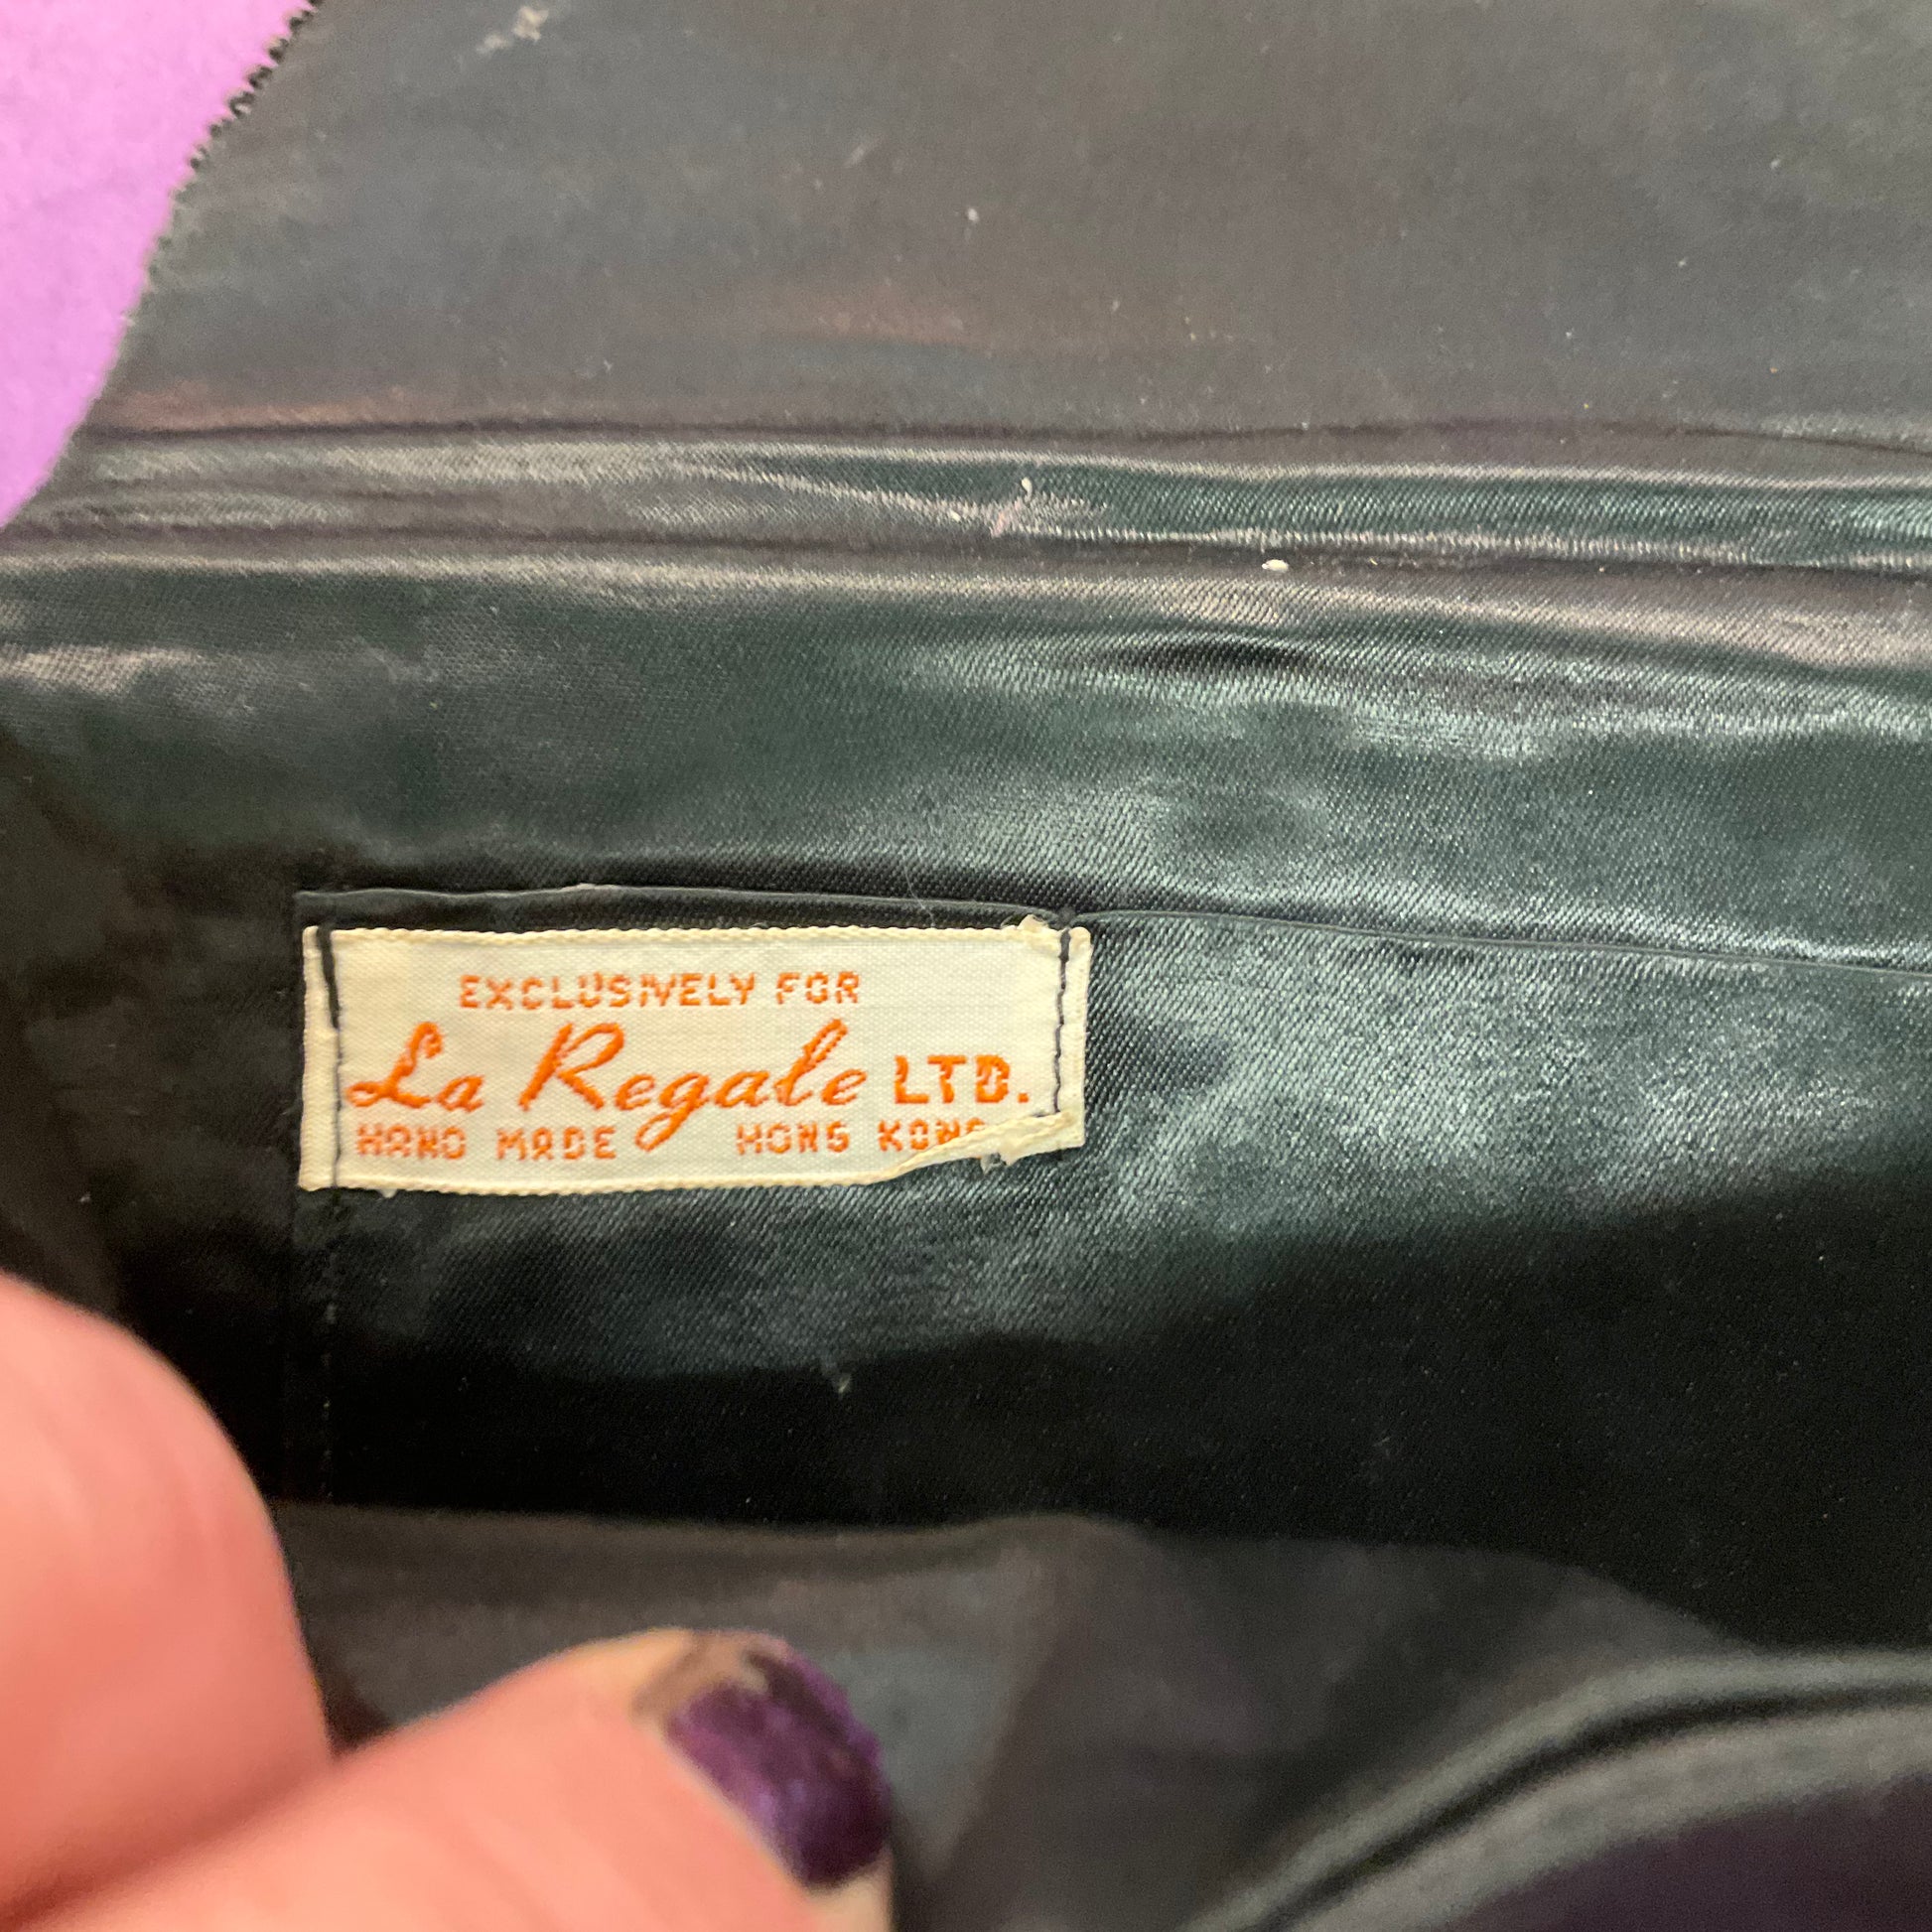 EXCLUSIVELY FOR
La Regale LTD.
HAND MADE HONG KONG